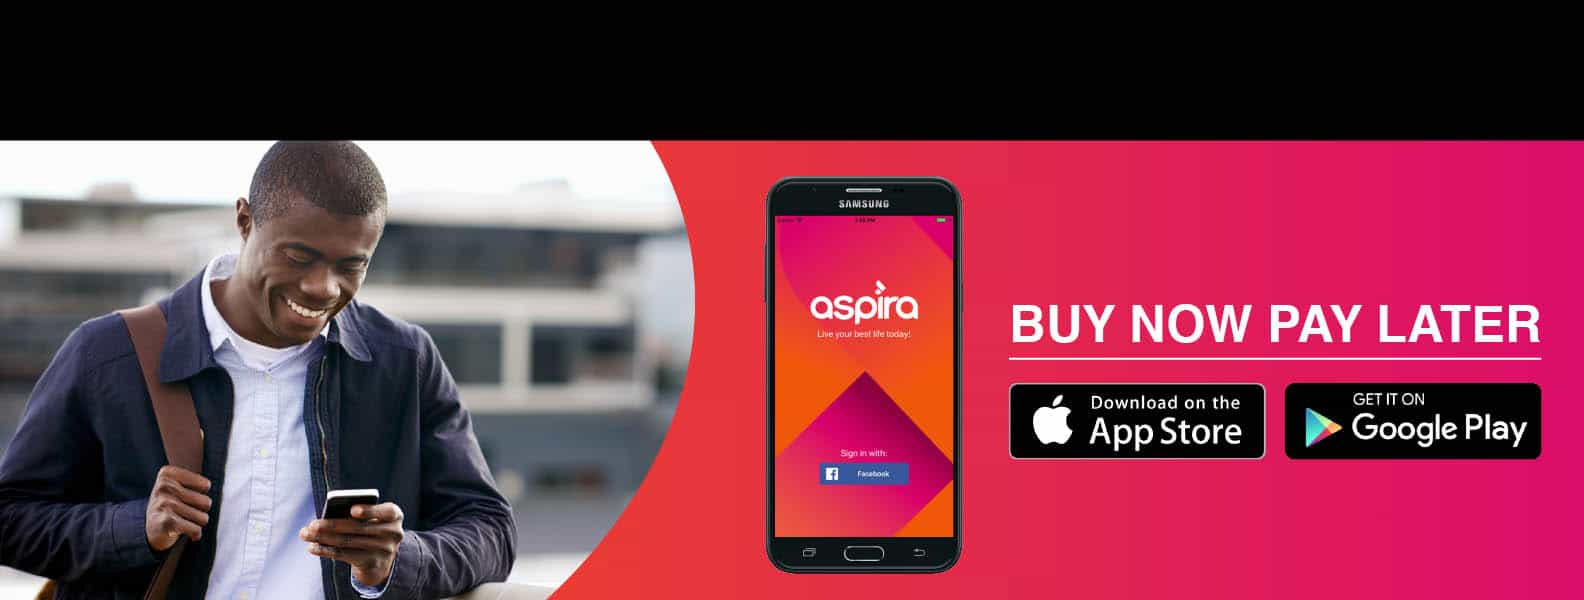 SAMSUNG
aspira
Live your best life today!
Sign in with:
Facebook
BUY NOW PAY LATER
Download on the
App Store
GET IT ON
Google Play